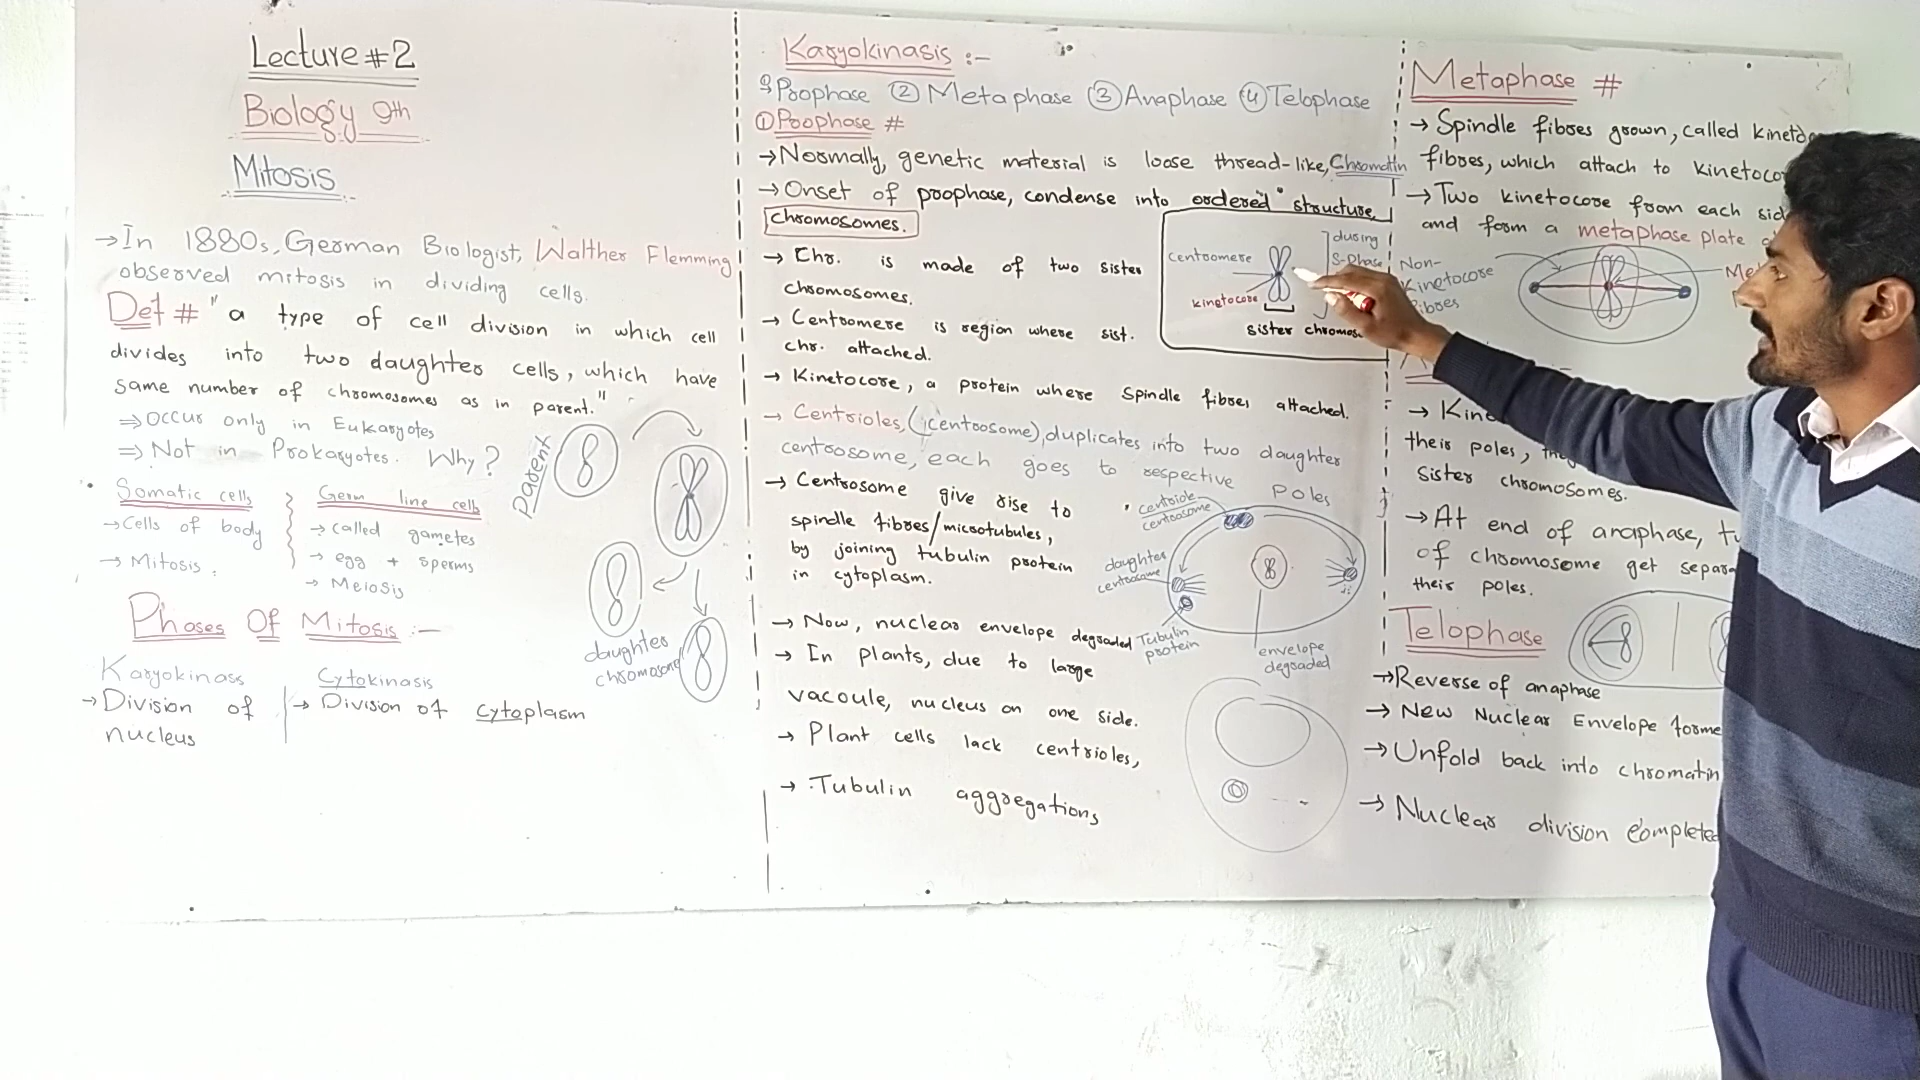 Lecture #2
Biology 9th
Mitosis
→ In 1880s, German Biologist, Walther Flemming
observed mitosis in dividing cells.
Def # "a type of cell division in which cell
divides into two daughter cells, which have
same number of chromosomes as in parent."
⇒ Occur only in Eukaryotes
⇒ Not in Prokaryotes. Why?
Somatic cells
→ Cells of body
→ Mitosis.
Germ line cells
→ called gametes
→ egg + sperms
→ Meiosis
Parent
daughter
chromosome
Phases Of Mitosis :-
Karyokinass
→ Division of
nucleus
Cytokinasis
→ Division of cytoplasm
Karyokinasis :-
① Prophase ② Metaphase ③ Anaphase ④ Telophase
① Prophase #
→ Normally, genetic material is loose thread-like, Chromatin
→ Onset of prophase, condense into ordered structure,
chromosomes.
→ Chr. is made of two sister
chromosomes.
→ Centromere is region where sist.
chr. attached.
→ Kinetocore, a protein where spindle fibres attached.
→ Centrioles, (centrosome), duplicates into two daughter
centrosome, each goes to respective poles
→ Centrosome give rise to
spindle fibres/microtubules,
by joining tubulin protein
in cytoplasm.
→ Now, nuclear envelope degraded
→ In plants, due to large
vacoule, nucleus on one side.
→ Plant cells lack centrioles,
→ Tubulin aggregations
centromere
kinetocore
during
S-phase
sister
centriole
centrosome
daughter
centrosome
Tubulin
protein
envelope
degraded
Metaphase #
→ Spindle fibres grown, called
fibres, which attach to
→ Two kinetocore from each
and form a metaphase plate
Non-
kinetocore
fibres
their poles,
sister chromosomes.
→ At end of anaphase,
of chromosome get
their poles.
Telophase
→ Reverse of anaphase
→ New Nuclear Envelope
→ Unfold back into chromatin
→ Nuclear division completed